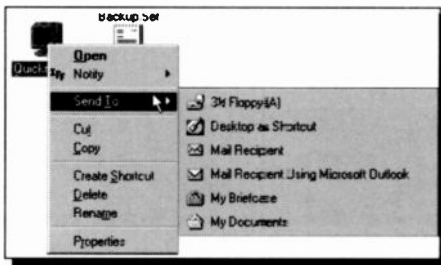 Backup Set
Open
Notify
Send To
Cut
Copy
Create Shortcut
Delete
Rename
Properties
3½ Floppy (A)
Desktop as Shortcut
Mail Recipient
Mail Recipient Using Microsoft Outlook
My Briefcase
My Documents